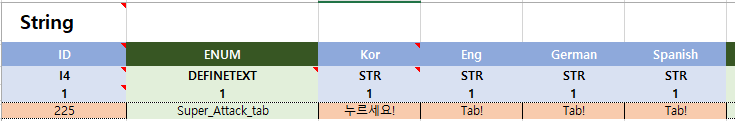 String
ID ENUM Kor Eng German Spanish
I4 DEFINETEXT STR STR STR STR
1 1 1 1 1 1
225 Super_Attack_tab 누르세요! Tab! Tab! Tab!